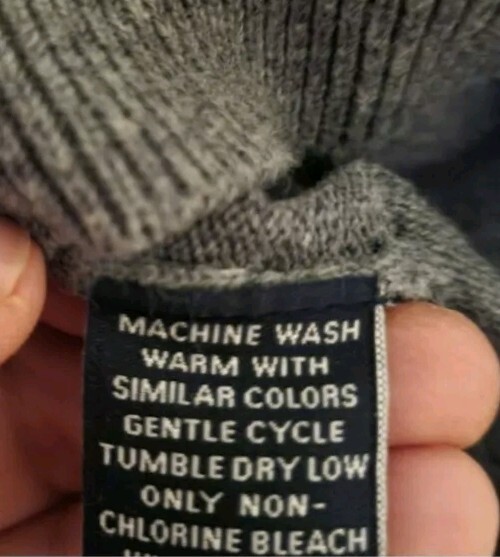 MACHINE WASH
WARM WITH
SIMILAR COLORS
GENTLE CYCLE
TUMBLE DRY LOW
ONLY NON-
CHLORINE BLEACH